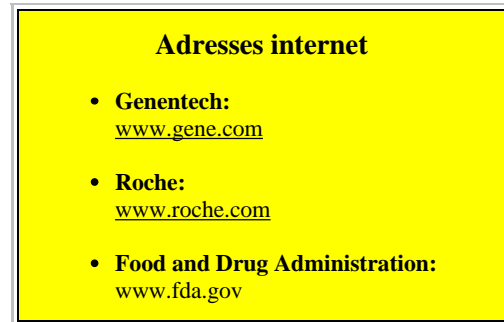 Adresses internet
• Genentech:
www.gene.com
• Roche:
www.roche.com
• Food and Drug Administration:
www.fda.gov